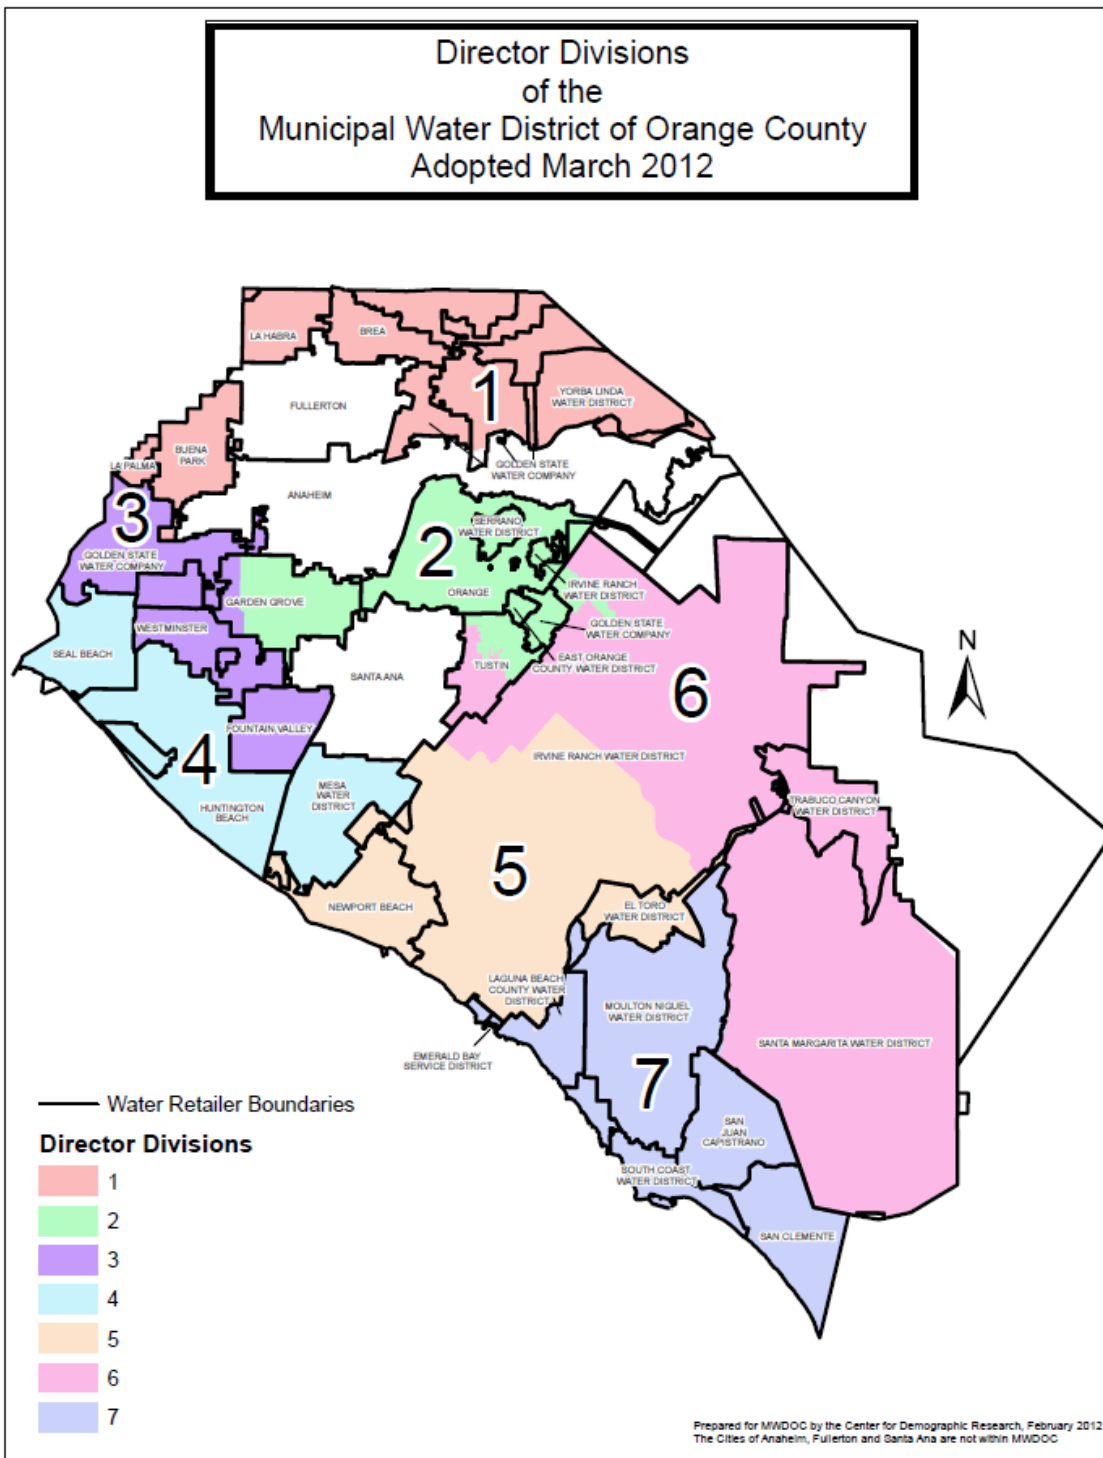 Director Divisions
of the
Municipal Water District of Orange County
Adopted March 2012
LA HABRA
BREA
1
YORBA LINDA
WATER DISTRICT
FULLERTON
BUENA
PARK
LA PALMA
GOLDEN STATE
WATER COMPANY
ANAHEIM
3
GOLDEN STATE
WATER COMPANY
2
SERRANO
WATER DISTRICT
ORANGE
IRVINE RANCH
WATER DISTRICT
GARDEN GROVE
GOLDEN STATE
WATER COMPANY
WESTMINSTER
SEAL BEACH
EAST ORANGE
COUNTY WATER DISTRICT
TUSTIN
SANTA ANA
6
N
FOUNTAIN VALLEY
4
IRVINE RANCH WATER DISTRICT
MESA
WATER
DISTRICT
HUNTINGTON
BEACH
TRABUCO CANYON
WATER DISTRICT
5
NEWPORT BEACH
EL TORO
WATER DISTRICT
LAGUNA BEACH
COUNTY WATER
DISTRICT
MOULTON NIGUEL
WATER DISTRICT
SANTA MARGARITA WATER DISTRICT
EMERALD BAY
SERVICE DISTRICT
7
SAN
JUAN
CAPISTRANO
SOUTH COAST
WATER DISTRICT
SAN CLEMENTE
Water Retailer Boundaries
Director Divisions
1
2
3
4
5
6
7
Prepared for MWDOC by the Center for Demographic Research, February 2012
The Cities of Anaheim, Fullerton and Santa Ana are not within MWDOC